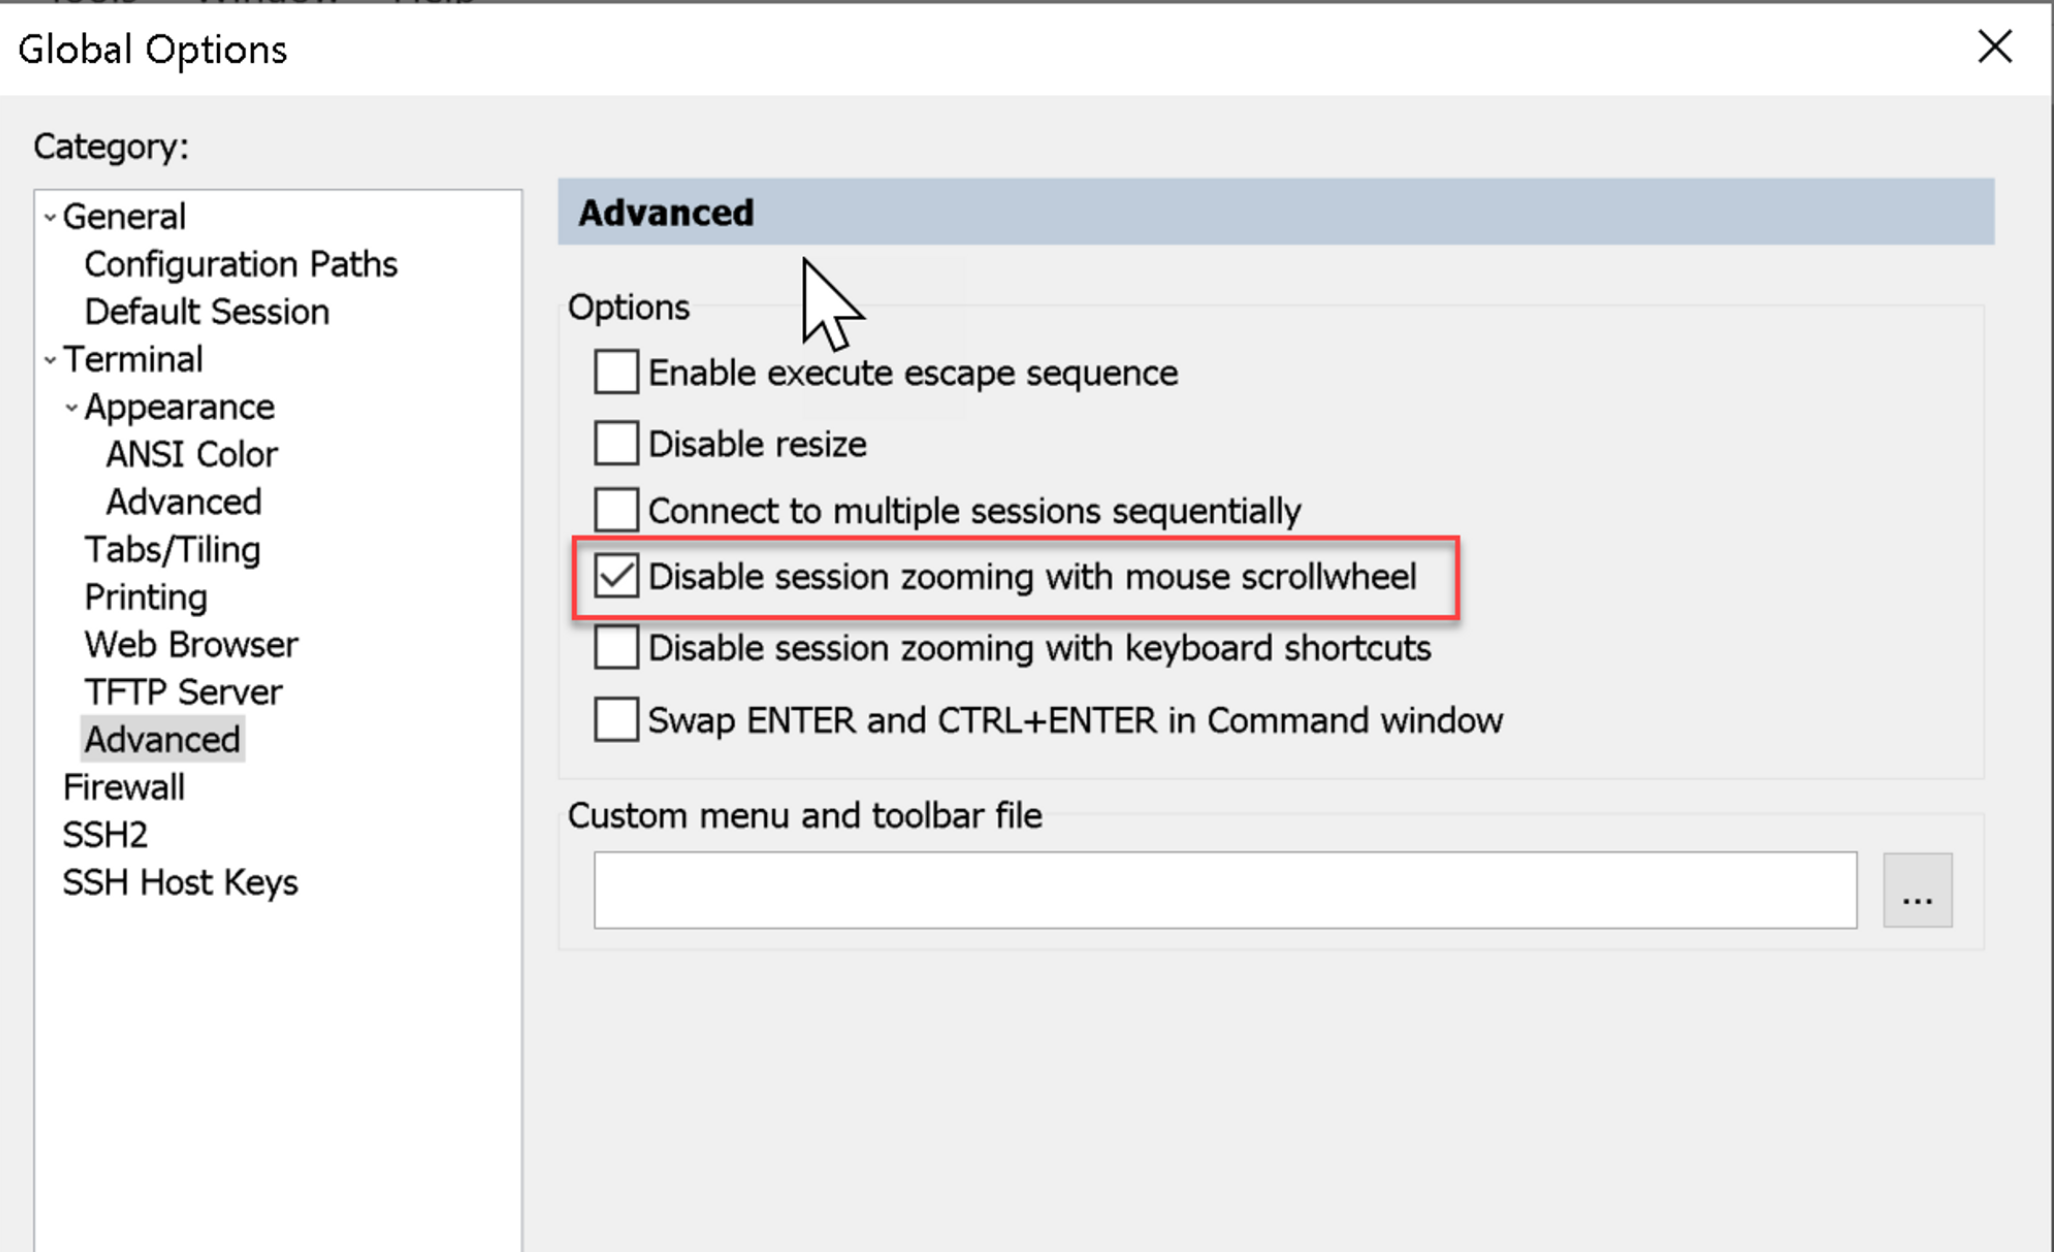 Tools Window Help
Global Options
Category:
General
Configuration Paths
Default Session
Terminal
Appearance
ANSI Color
Advanced
Tabs/Tiling
Printing
Web Browser
TFTP Server
Advanced
Firewall
SSH2
SSH Host Keys
Advanced
Options
Enable execute escape sequence
Disable resize
Connect to multiple sessions sequentially
Disable session zooming with mouse scrollwheel
Disable session zooming with keyboard shortcuts
Swap ENTER and CTRL+ENTER in Command window
Custom menu and toolbar file
...